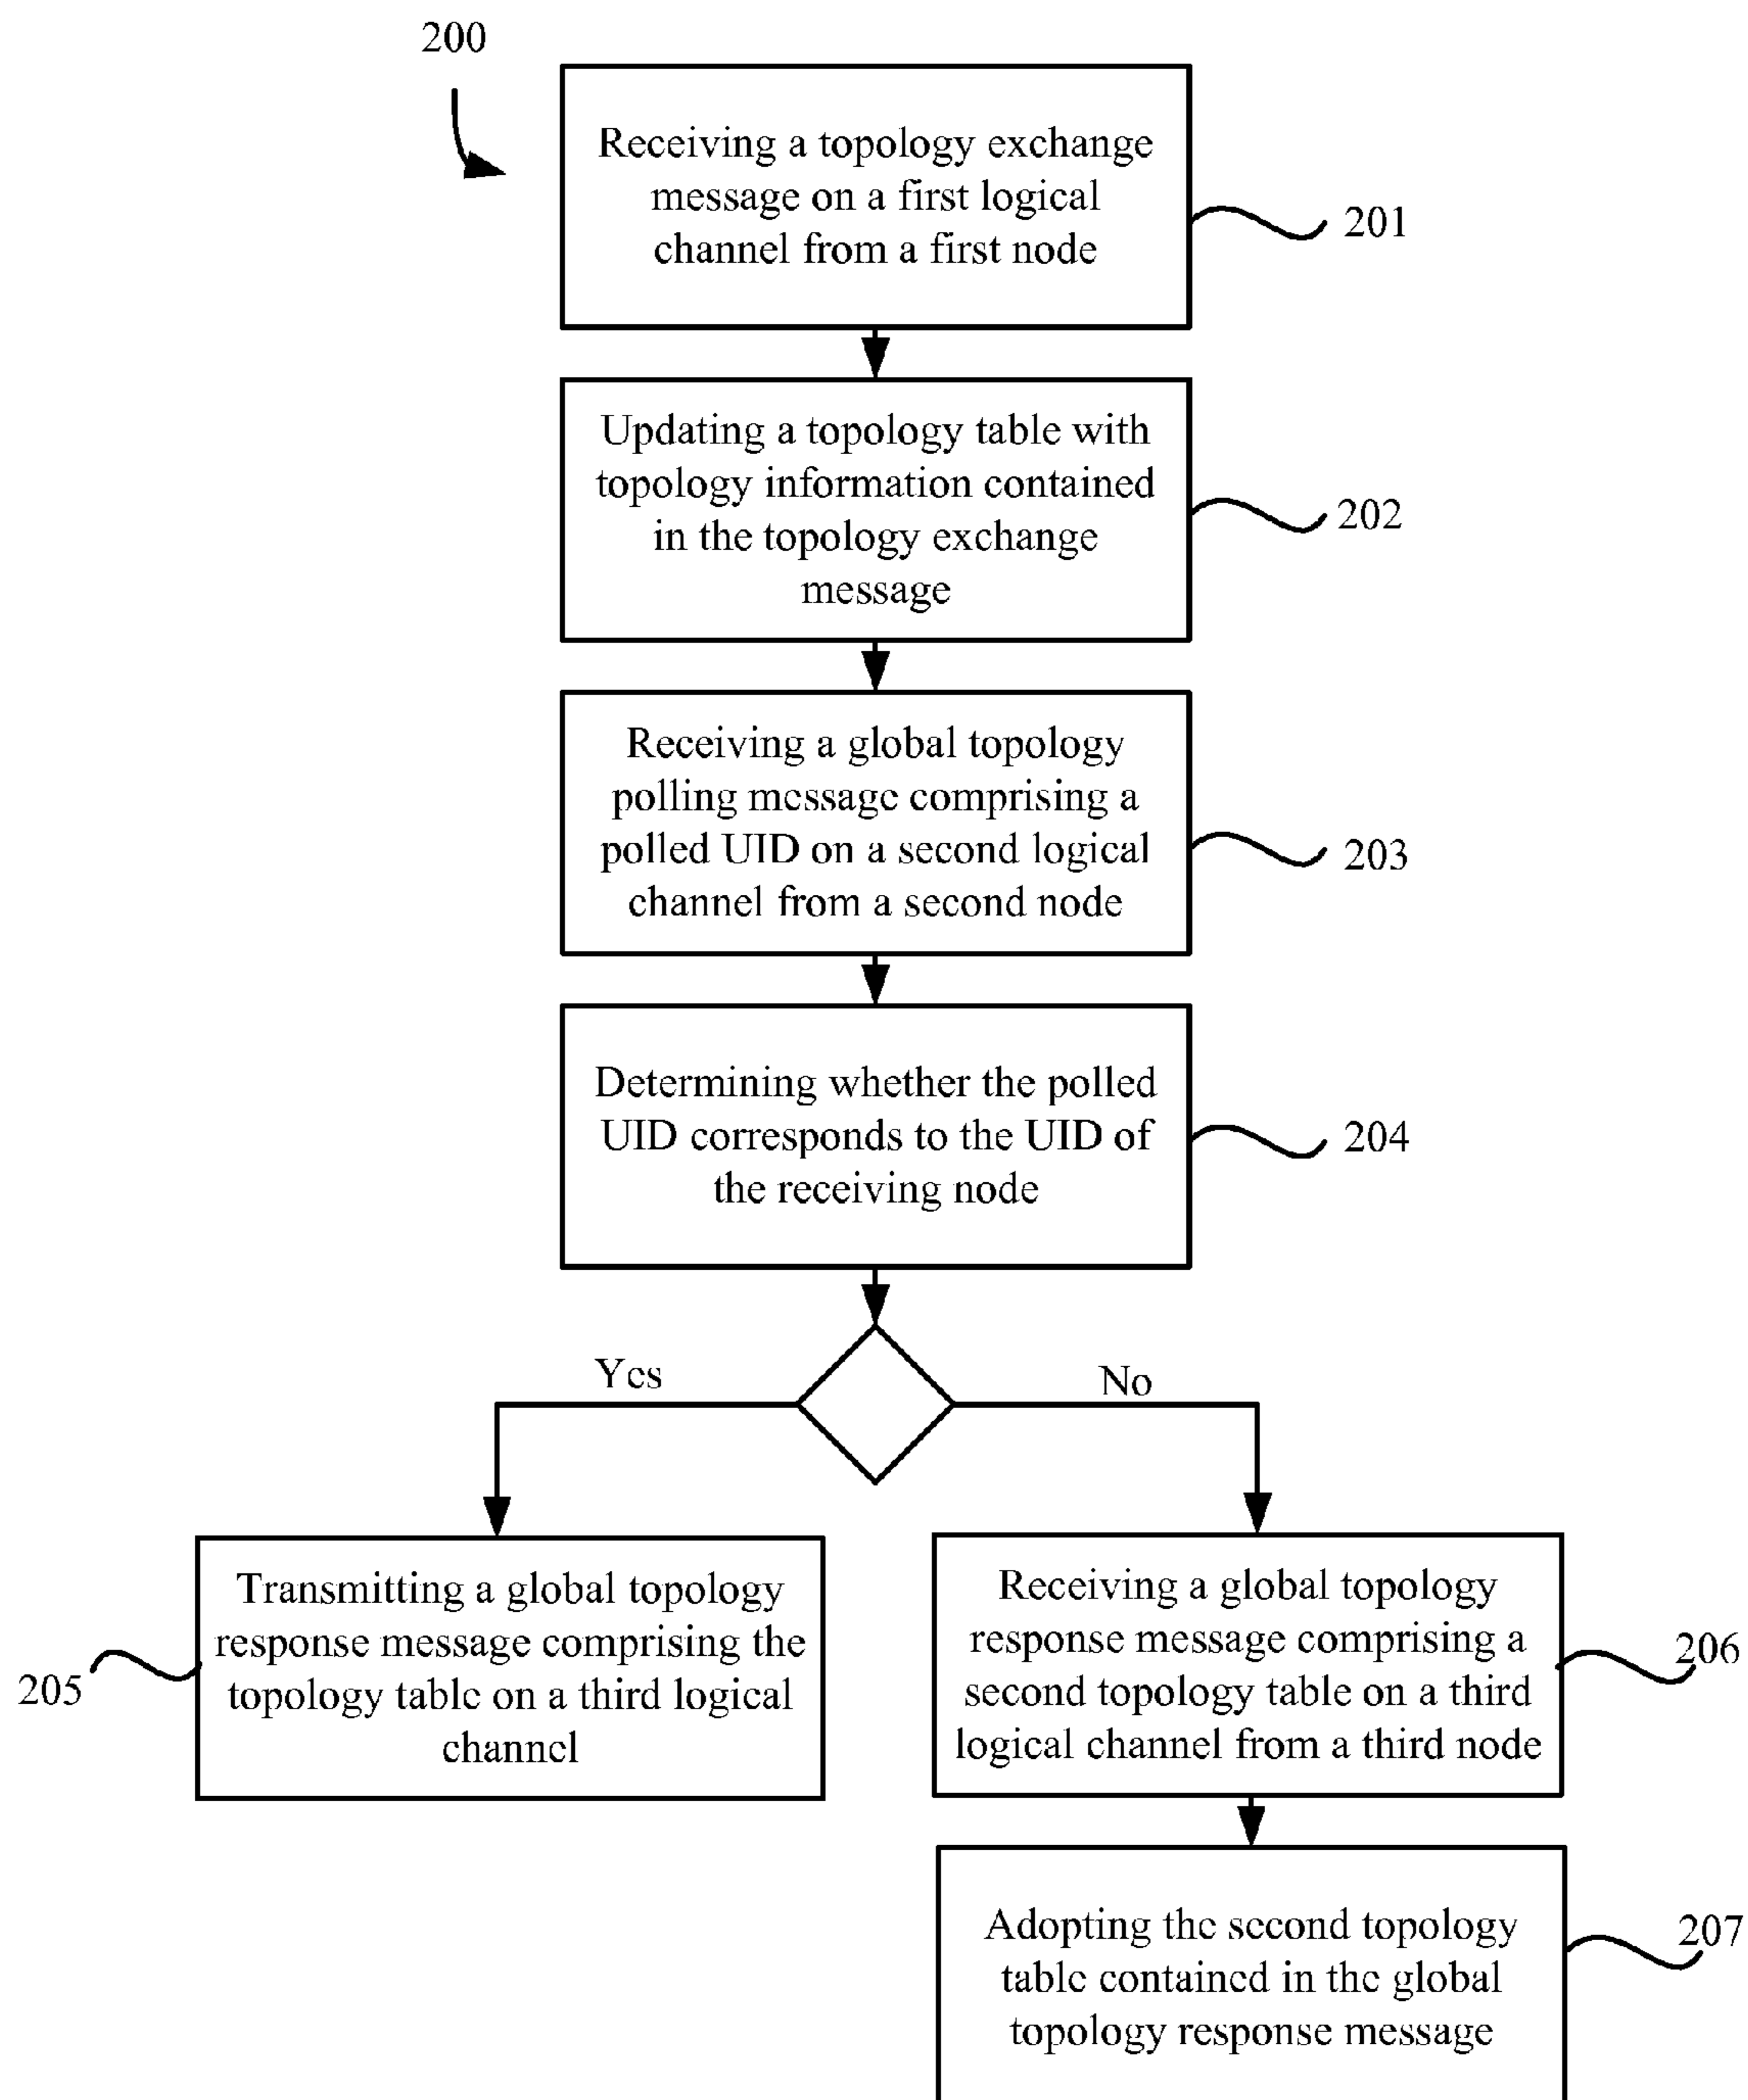 200
Receiving a topology exchange
message on a first logical
channel from a first node
201
Updating a topology table with
topology information contained
in the topology exchange
message
202
Receiving a global topology
polling message comprising a
polled UID on a second logical
channel from a second node
203
Determining whether the polled
UID corresponds to the UID of
the receiving node
204
Yes
No
Transmitting a global topology
response message comprising the
topology table on a third logical
channel
205
Receiving a global topology
response message comprising a
second topology table on a third
logical channel from a third node
206
Adopting the second topology
table contained in the global
topology response message
207